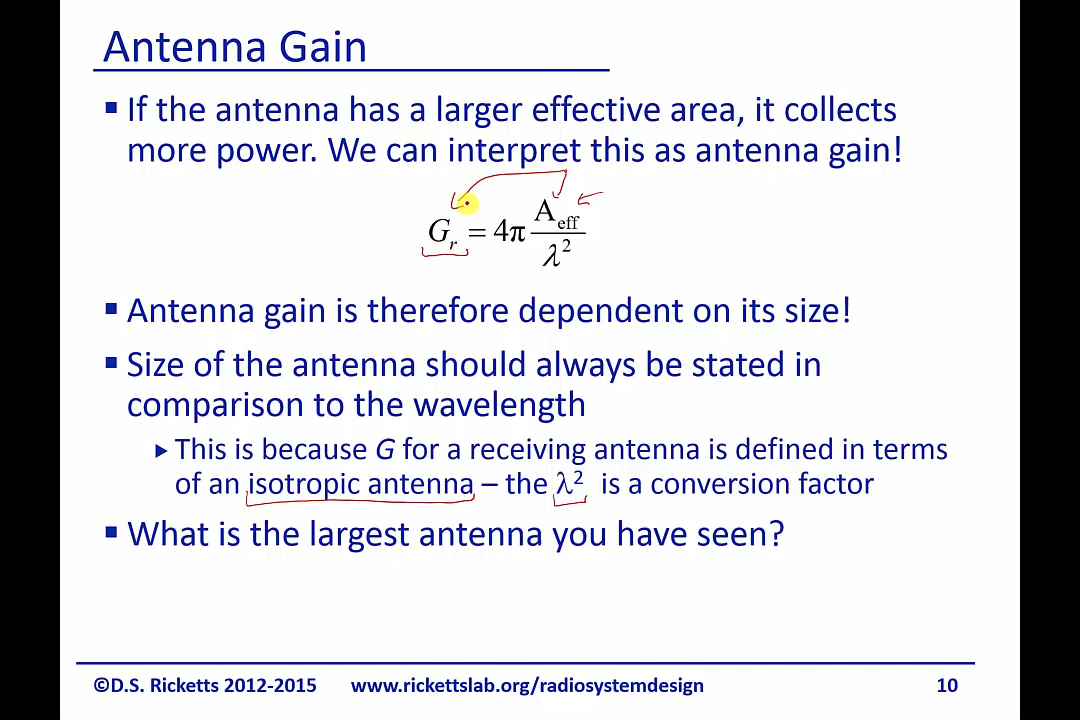 Antenna Gain
▪ If the antenna has a larger effective area, it collects
more power. We can interpret this as antenna gain!
G_r = 4π A_eff / λ²
▪ Antenna gain is therefore dependent on its size!
▪ Size of the antenna should always be stated in
comparison to the wavelength
▸ This is because G for a receiving antenna is defined in terms
of an isotropic antenna – the λ² is a conversion factor
▪ What is the largest antenna you have seen?
©D.S. Ricketts 2012-2015 www.rickettslab.org/radiosystemdesign 10